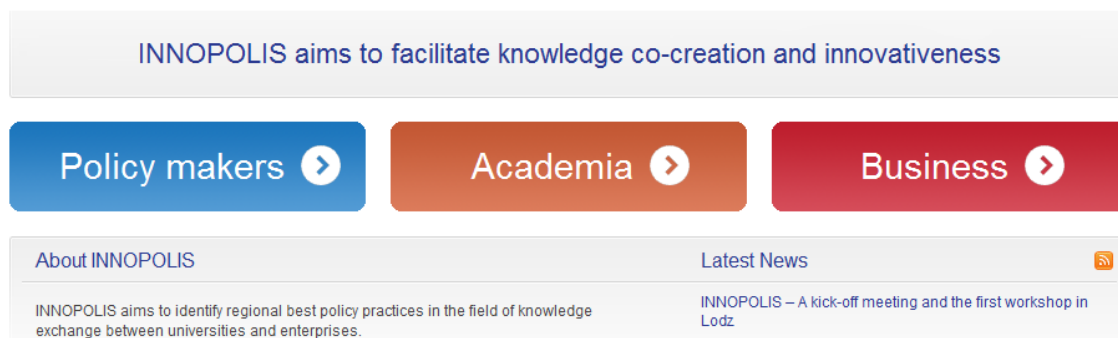 INNOPOLIS aims to facilitate knowledge co-creation and innovativeness
Policy makers
Academia
Business
About INNOPOLIS
INNOPOLIS aims to identify regional best policy practices in the field of knowledge
exchange between universities and enterprises.
Latest News
INNOPOLIS – A kick-off meeting and the first workshop in
Lodz